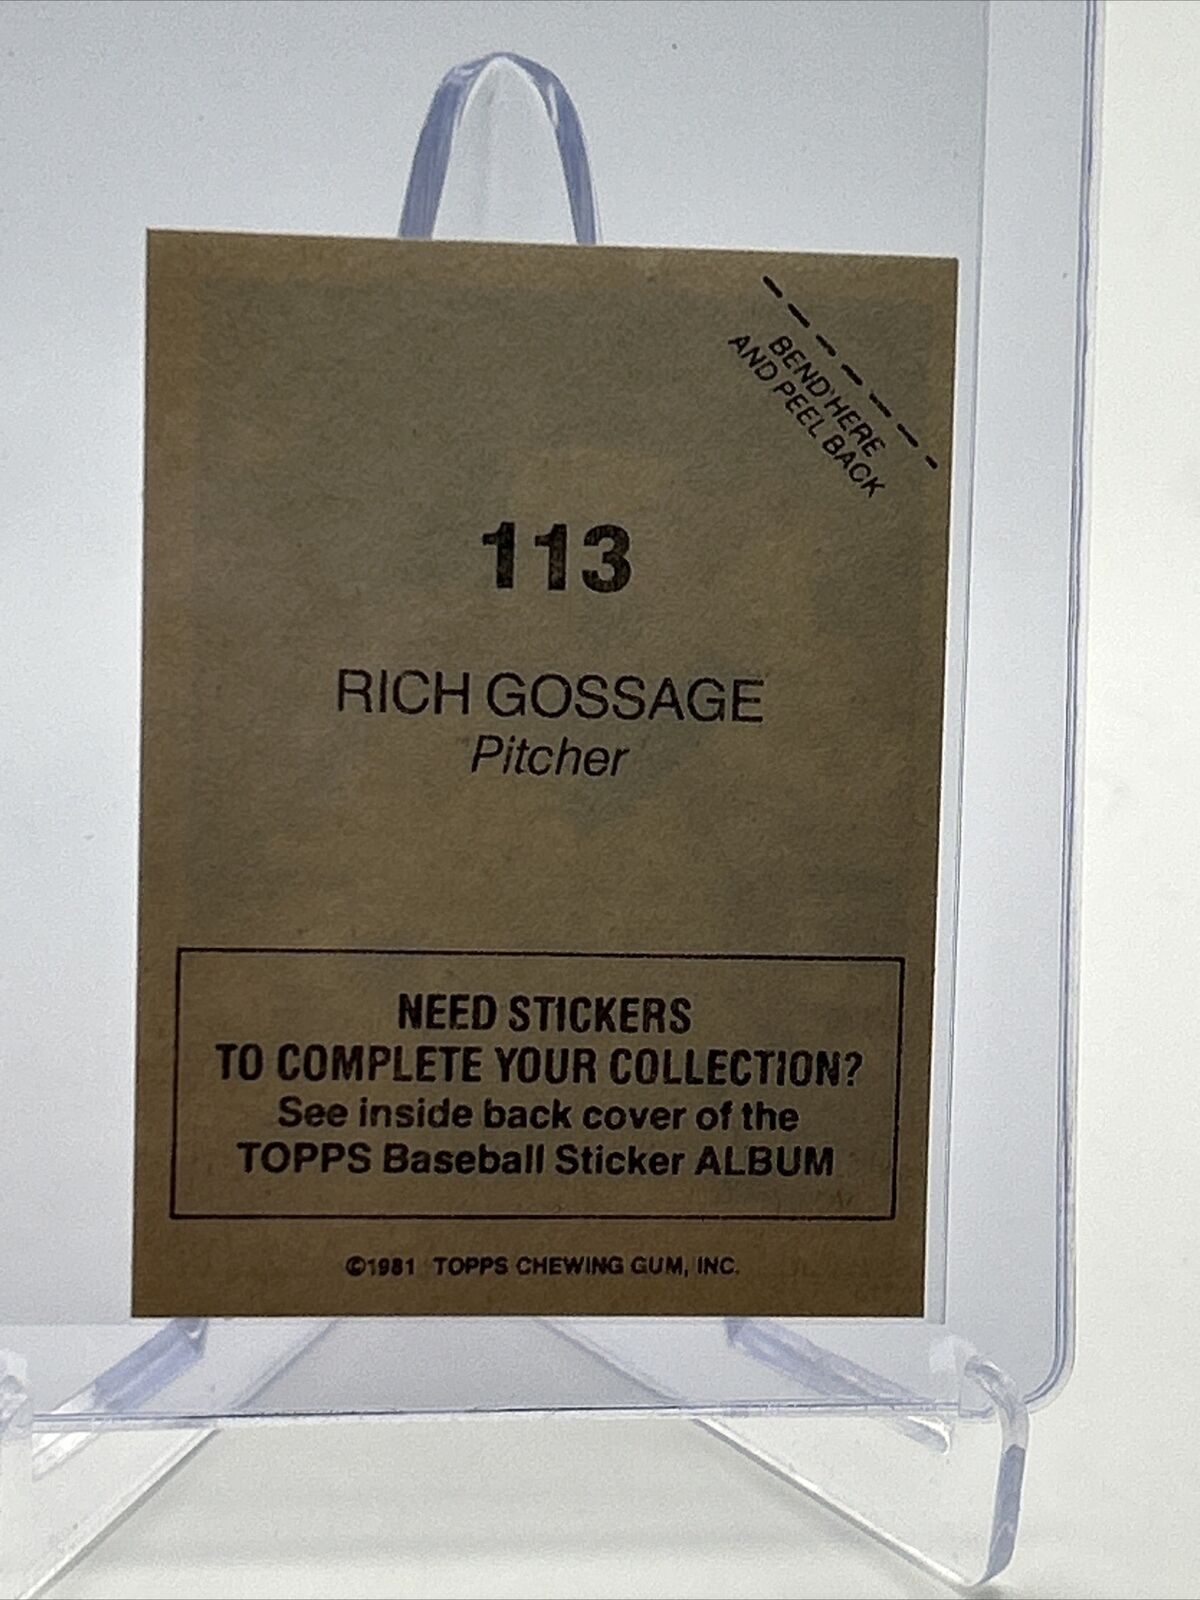 BEND HERE
AND PEEL BACK
113
RICH GOSSAGE
Pitcher
NEED STICKERS
TO COMPLETE YOUR COLLECTION?
See inside back cover of the
TOPPS Baseball Sticker ALBUM
©1981 TOPPS CHEWING GUM, INC.